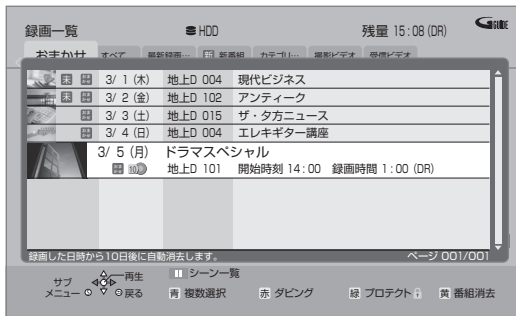 録画一覧 HDD 残量 15:08 (DR) G GUIDE
おまかせ すべて 最新録画… 新 新番組 カテゴリ… 撮影ビデオ 受信ビデオ
未 3/ 1 (木) 地上D 004 現代ビジネス
未 3/ 2 (金) 地上D 102 アンティーク
3/ 3 (土) 地上D 015 ザ・タ方ニュース
3/ 4 (日) 地上D 004 エレキギター講座
3/ 5 (月) ドラマスペシャル
10 地上D 101 開始時刻 14:00 録画時間 1:00 (DR)
録画した日時から10日後に自動消去します。 ページ 001/001
サブメニュー 再生 戻る シーン一覧
青 複数選択 赤 ダビング 緑 プロテクト 黄 番組消去